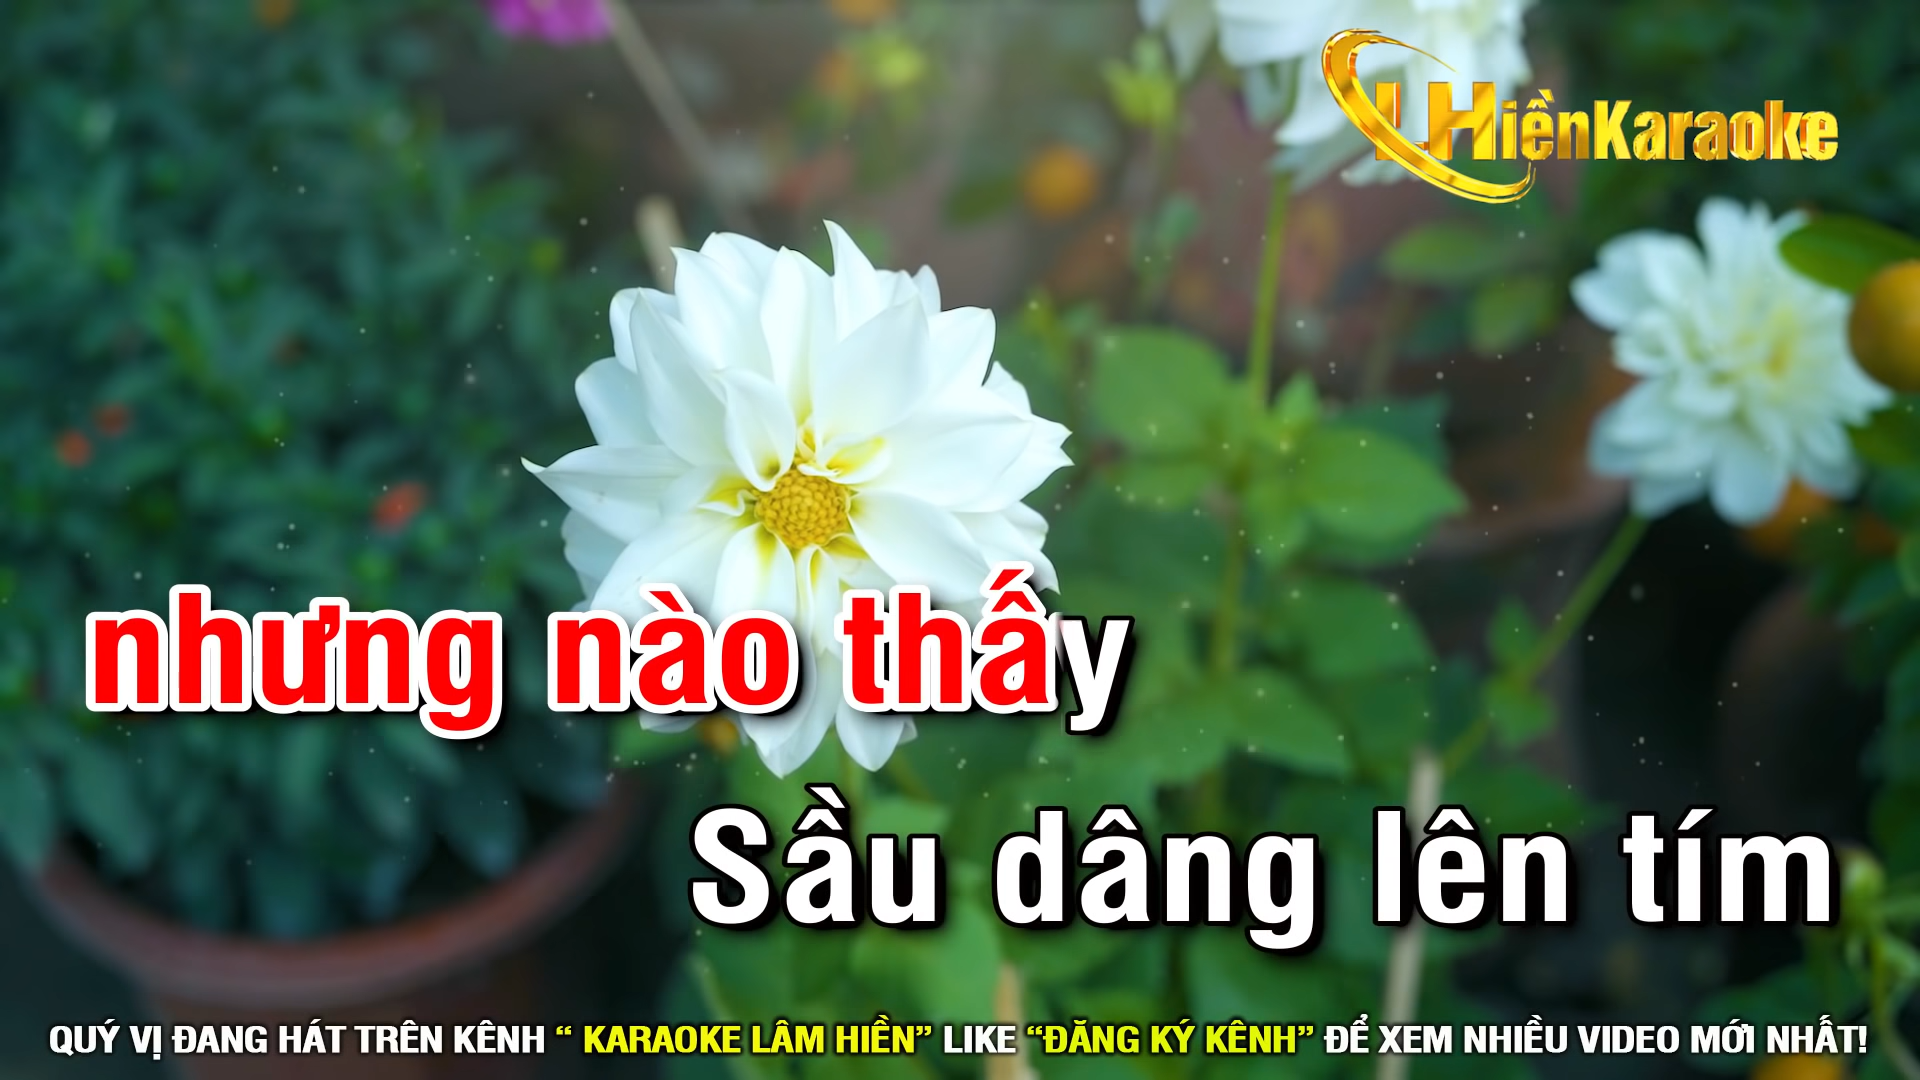 LHiềnKaraoke
nhưng nào thấy
Sầu dâng lên tím
QUÝ VỊ ĐANG HÁT TRÊN KÊNH “ KARAOKE LÂM HIỀN” LIKE “ĐĂNG KÝ KÊNH” ĐỂ XEM NHIỀU VIDEO MỚI NHẤT!